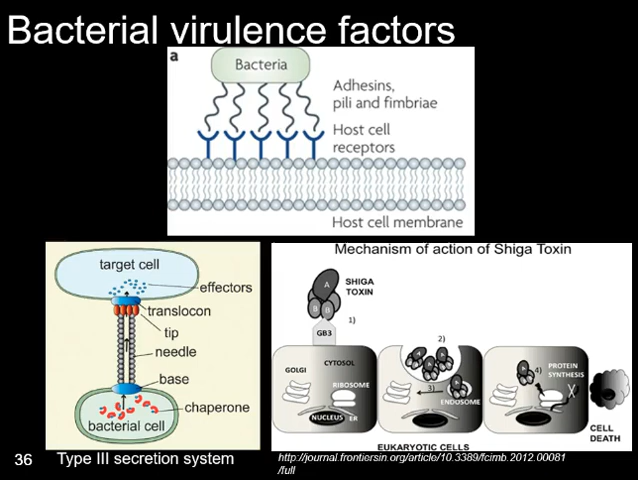 Bacterial virulence factors
a
Bacteria
Adhesins,
pili and fimbriae
Host cell
receptors
Host cell membrane
target cell
effectors
translocon
tip
needle
base
chaperone
bacterial cell
Mechanism of action of Shiga Toxin
A
B
B
SHIGA
TOXIN
1)
GB3
GOLGI
CYTOSOL
RIBOSOME
NUCLEUS
ER
2)
3)
ENDOSOME
4)
PROTEIN
SYNTHESIS
CELL
DEATH
EUKARYOTIC CELLS
36
Type III secretion system
http://journal.frontiersin.org/article/10.3389/fcimb.2012.00081
/full